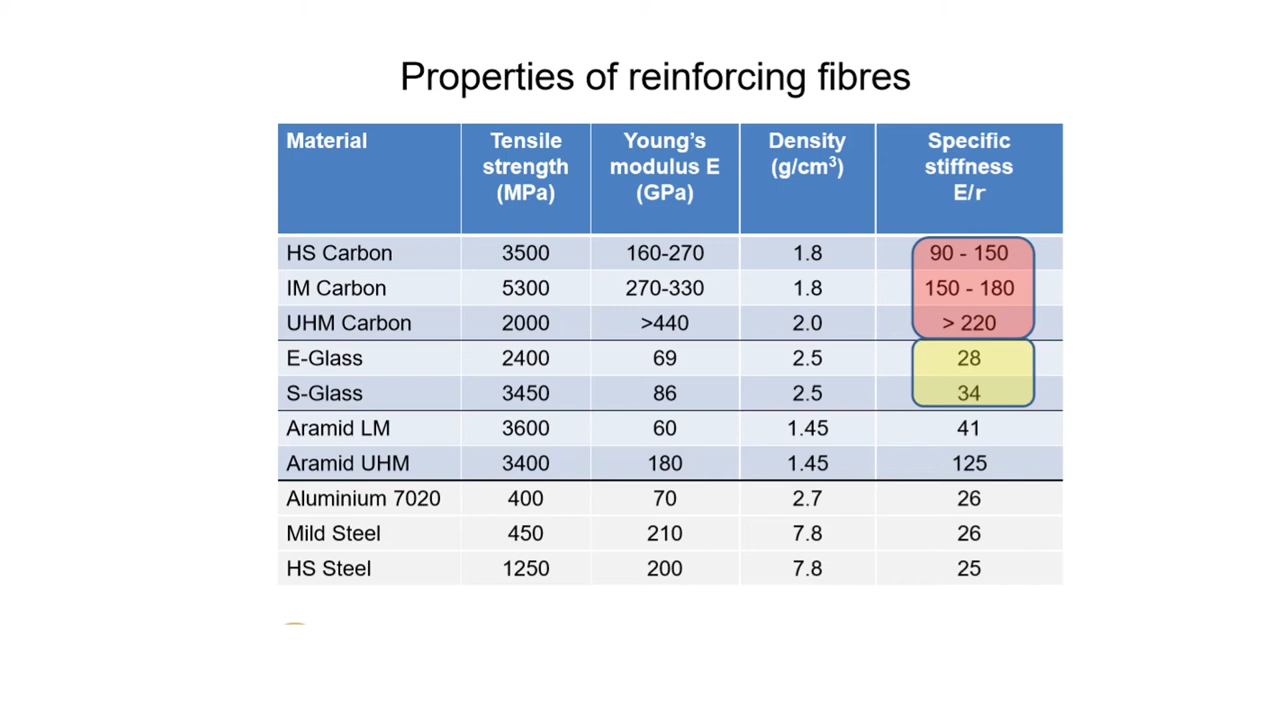 Properties of reinforcing fibres
Material Tensile strength (MPa) Young's modulus E (GPa) Density (g/cm³) Specific stiffness E/r
HS Carbon 3500 160-270 1.8 90 - 150
IM Carbon 5300 270-330 1.8 150 - 180
UHM Carbon 2000 >440 2.0 > 220
E-Glass 2400 69 2.5 28
S-Glass 3450 86 2.5 34
Aramid LM 3600 60 1.45 41
Aramid UHM 3400 180 1.45 125
Aluminium 7020 400 70 2.7 26
Mild Steel 450 210 7.8 26
HS Steel 1250 200 7.8 25